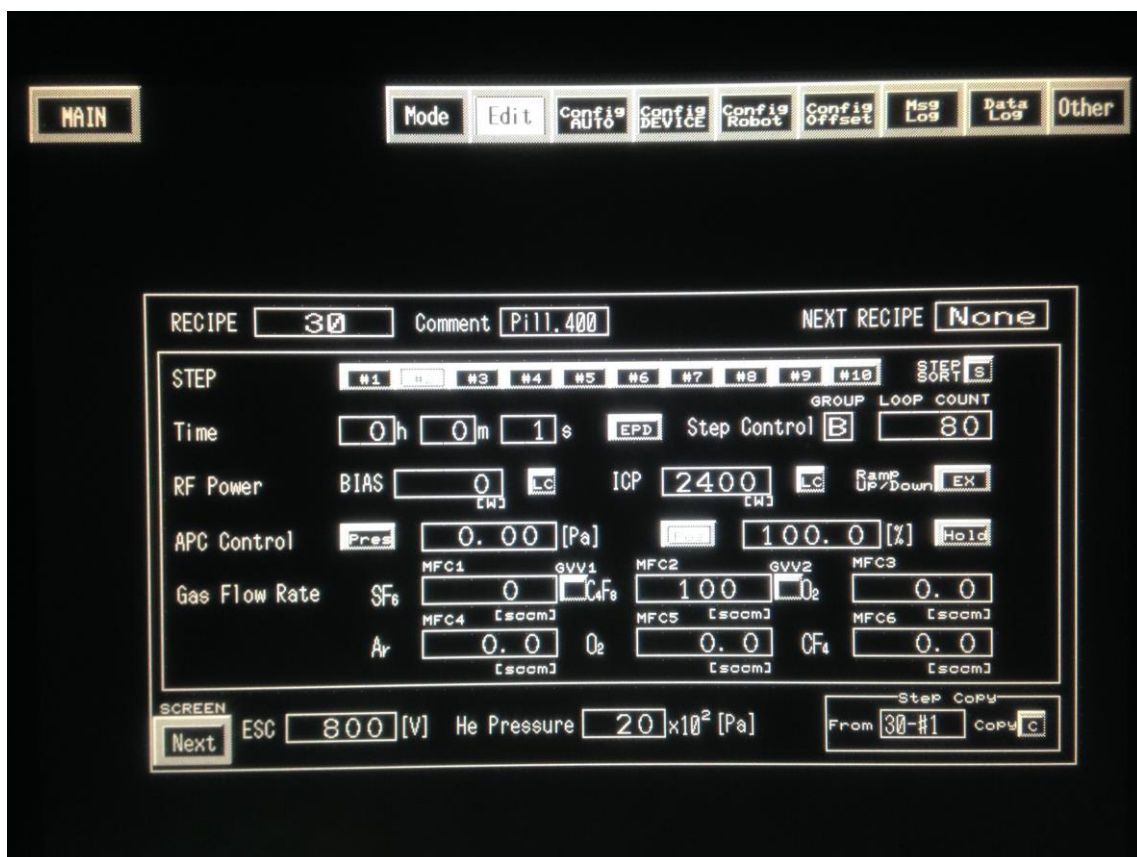 MAIN Mode Edit Config AUTO Config DEVICE Config Robot Config Offset Msg Log Data Log Other
RECIPE 30 Comment Pill.400 NEXT RECIPE None
STEP #1 #3 #4 #5 #6 #7 #8 #9 #10 STEP SORT S
GROUP LOOP COUNT
Time 0 h 0 m 1 s EPD Step Control B 80
RF Power BIAS 0 [W] LC ICP 2400 [W] LC Ramp Up/Down EX
APC Control Pres 0.00 [Pa] 100.0 [%] Hold
MFC1 GVV1 MFC2 GVV2 MFC3
Gas Flow Rate SF₆ 0 C₄F₈ 100 O₂ 0.0
[sccm] [sccm] [sccm]
MFC4 MFC5 MFC6
Ar 0.0 O₂ 0.0 CF₄ 0.0
[sccm] [sccm] [sccm]
SCREEN Step Copy
Next ESC 800 [V] He Pressure 20 x10² [Pa] From 30-#1 Copy C